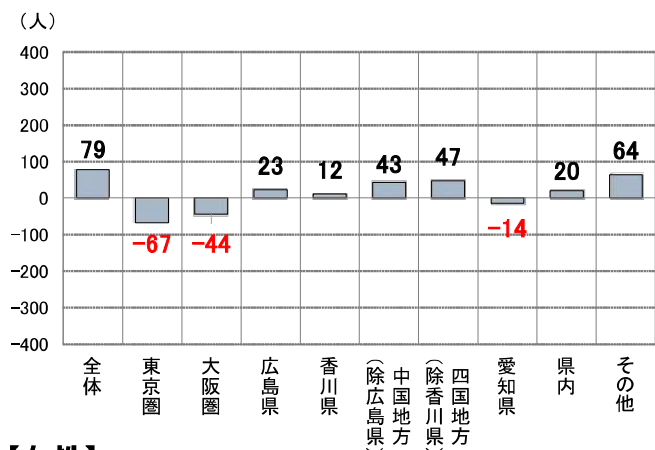 （人）
400
300
200
100
0
-100
-200
-300
-400
79
-67
-44
23
12
43
47
-14
20
64
全体
東京圏
大阪圏
広島県
香川県
中国地方
（除広島県）
四国地方
（除香川県）
愛知県
県内
その他